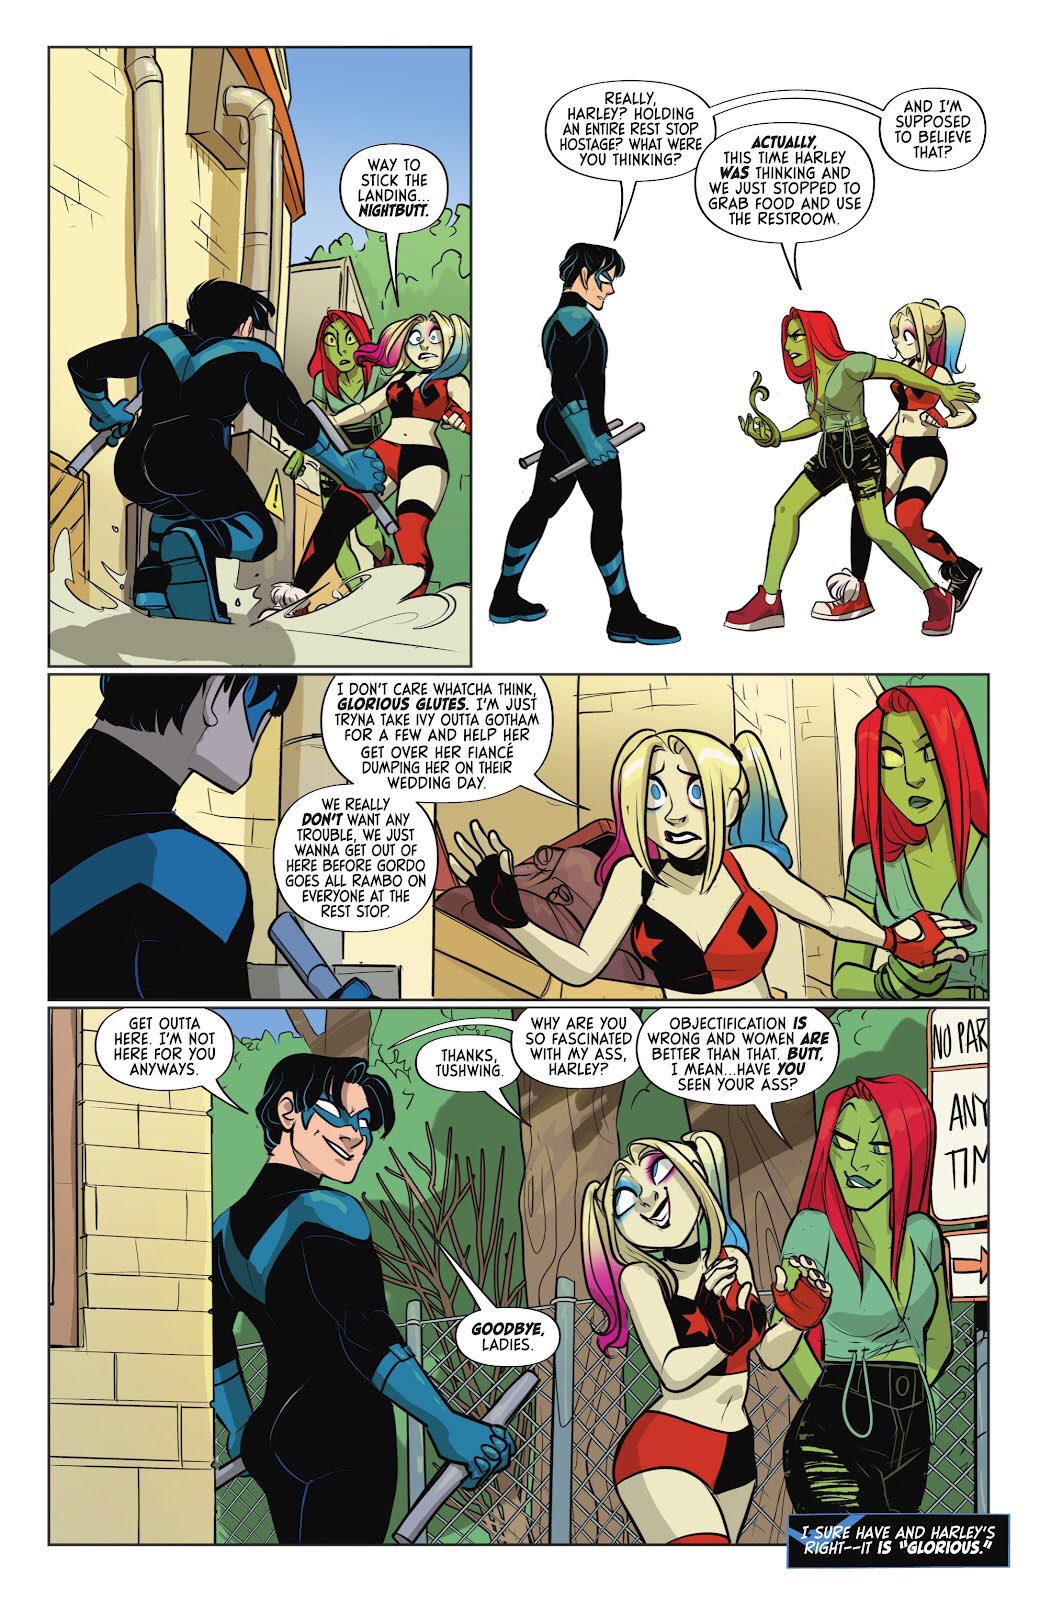 WAY TO
STICK THE
LANDING...
NIGHTBUTT.
REALLY,
HARLEY? HOLDING
AN ENTIRE REST STOP
HOSTAGE? WHAT WERE
YOU THINKING?
ACTUALLY,
THIS TIME HARLEY
WAS THINKING AND
WE JUST STOPPED TO
GRAB FOOD AND USE
THE RESTROOM.
AND I'M
SUPPOSED
TO BELIEVE
THAT?
I DON'T CARE WHATCHA THINK,
GLORIOUS GLUTES. I'M JUST
TRYNA TAKE IVY OUTTA GOTHAM
FOR A FEW AND HELP HER
GET OVER HER FIANCÉ
DUMPING HER ON THEIR
WEDDING DAY.
WE REALLY
DON'T WANT ANY
TROUBLE, WE JUST
WANNA GET OUT OF
HERE BEFORE GORDO
GOES ALL RAMBO ON
EVERYONE AT THE
REST STOP.
GET OUTTA
HERE. I'M NOT
HERE FOR YOU
ANYWAYS.
THANKS,
TUSHWING.
WHY ARE YOU
SO FASCINATED
WITH MY ASS,
HARLEY?
OBJECTIFICATION IS
WRONG AND WOMEN ARE
BETTER THAN THAT. BUTT,
I MEAN...HAVE YOU
SEEN YOUR ASS?
NO PAR
ANY
TIM
GOODBYE,
LADIES.
I SURE HAVE AND HARLEY'S
RIGHT--IT IS "GLORIOUS."